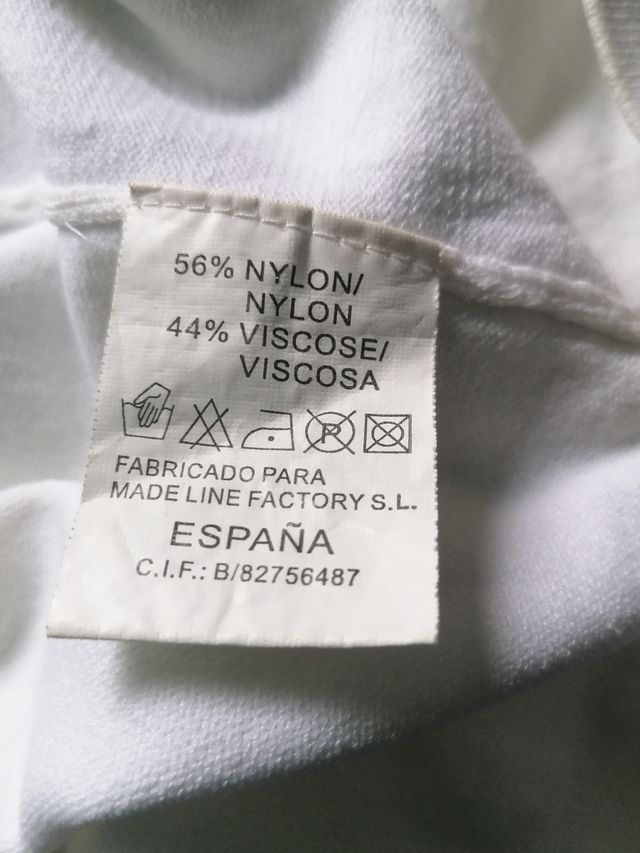 56% NYLON/
NYLON
44% VISCOSE/
VISCOSA
P
FABRICADO PARA
MADE LINE FACTORY S.L.
ESPAÑA
C.I.F.: B/82756487